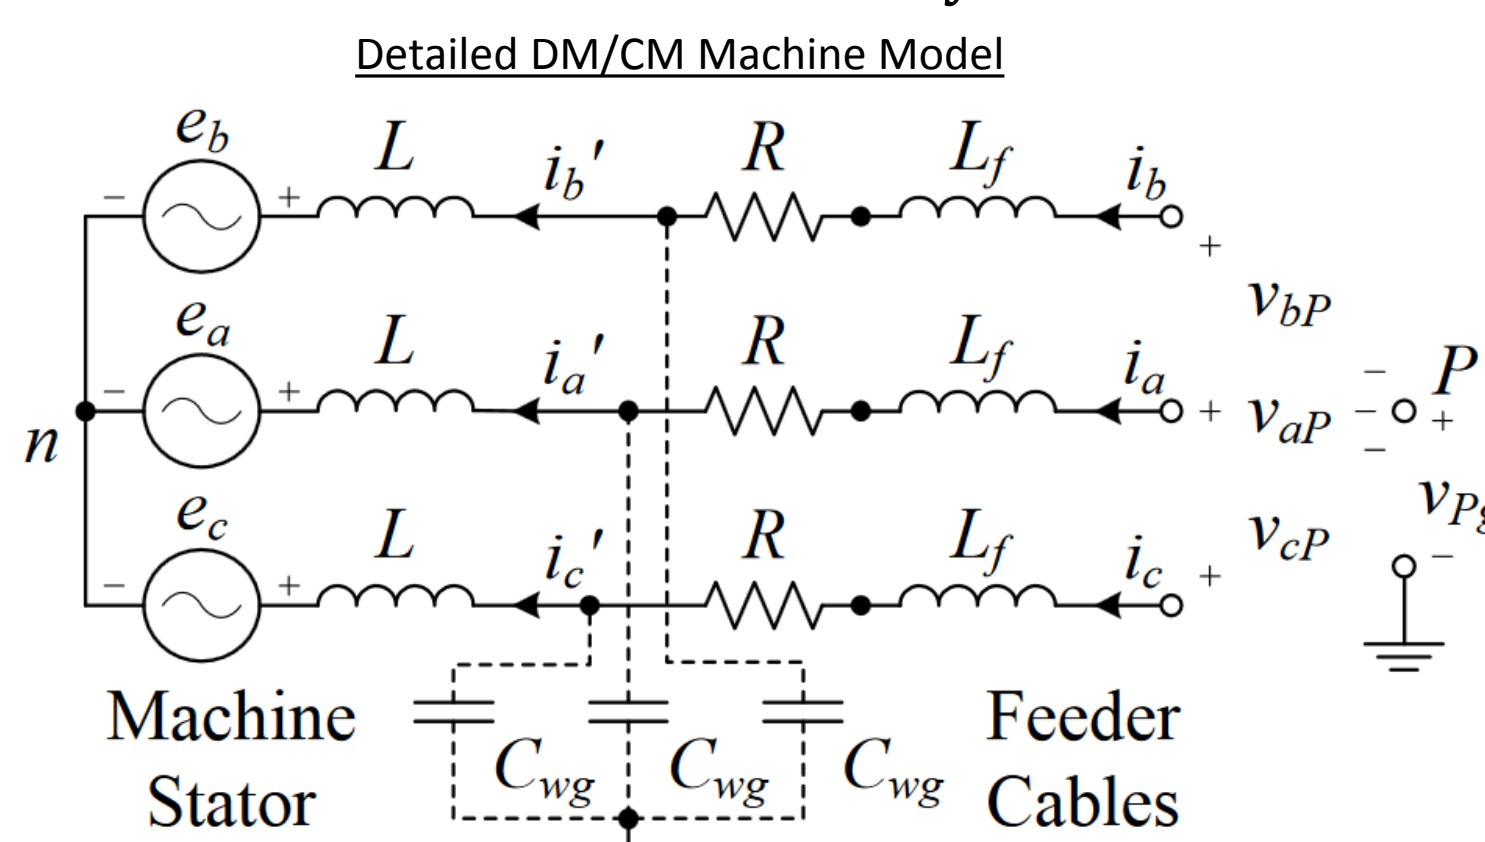 Detailed DM/CM Machine Model
e_b L i_b' R L_f i_b
+
− +
v_bP
e_a L i_a' R L_f i_a
− P
− + + v_aP − +
n −
e_c L i_c' R L_f i_c v_Pg
v_cP
− + + −
Machine Feeder
Stator Cables
C_wg C_wg C_wg